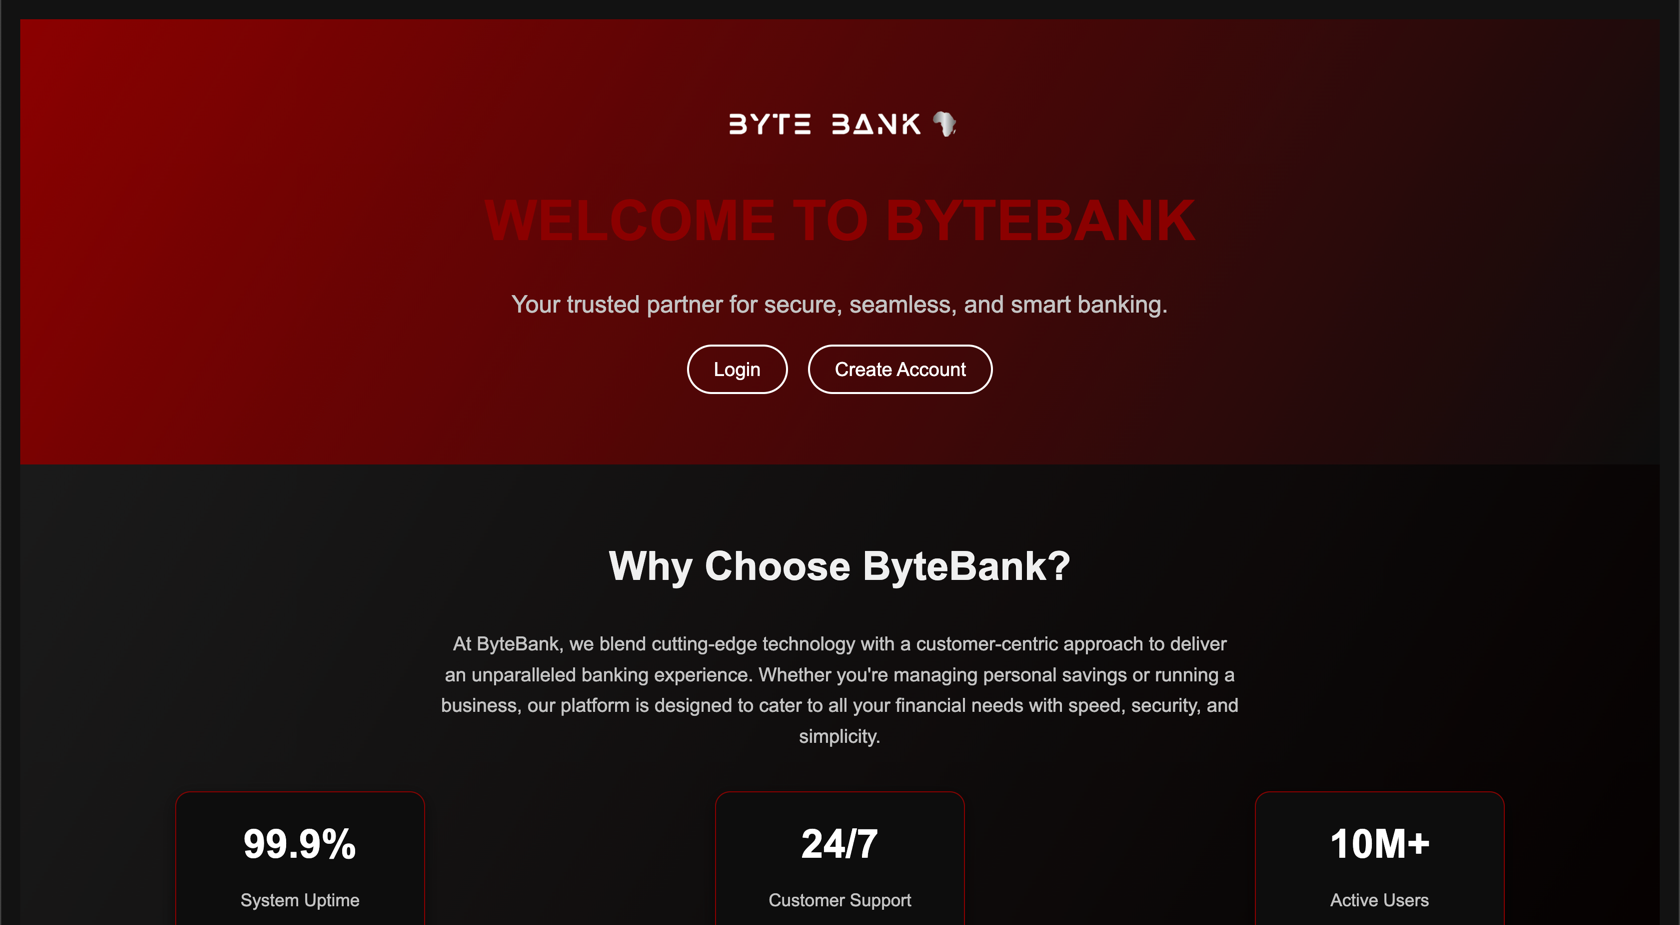 BYTE BANK
WELCOME TO BYTEBANK
Your trusted partner for secure, seamless, and smart banking.
Login
Create Account
Why Choose ByteBank?
At ByteBank, we blend cutting-edge technology with a customer-centric approach to deliver
an unparalleled banking experience. Whether you're managing personal savings or running a
business, our platform is designed to cater to all your financial needs with speed, security, and
simplicity.
99.9%
System Uptime
24/7
Customer Support
10M+
Active Users